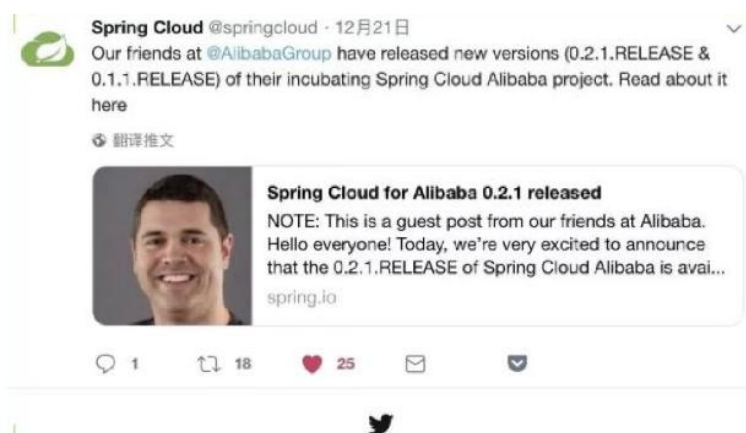 Spring Cloud @springcloud · 12月21日
Our friends at @AlibabaGroup have released new versions (0.2.1.RELEASE &
0.1.1.RELEASE) of their incubating Spring Cloud Alibaba project. Read about it
here
翻译推文
Spring Cloud for Alibaba 0.2.1 released
NOTE: This is a guest post from our friends at Alibaba.
Hello everyone! Today, we're very excited to announce
that the 0.2.1.RELEASE of Spring Cloud Alibaba is avai...
spring.io
1 18 25